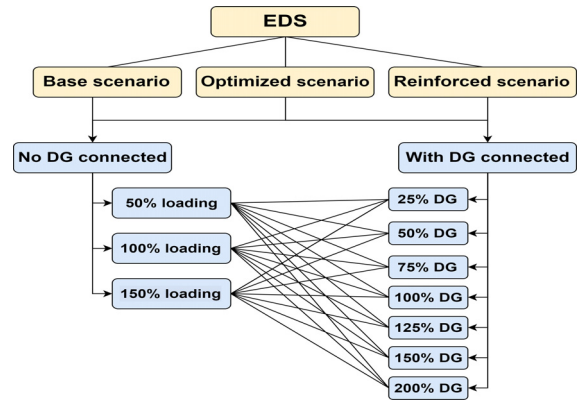 EDS
Base scenario
Optimized scenario
Reinforced scenario
No DG connected
With DG connected
50% loading
100% loading
150% loading
25% DG
50% DG
75% DG
100% DG
125% DG
150% DG
200% DG